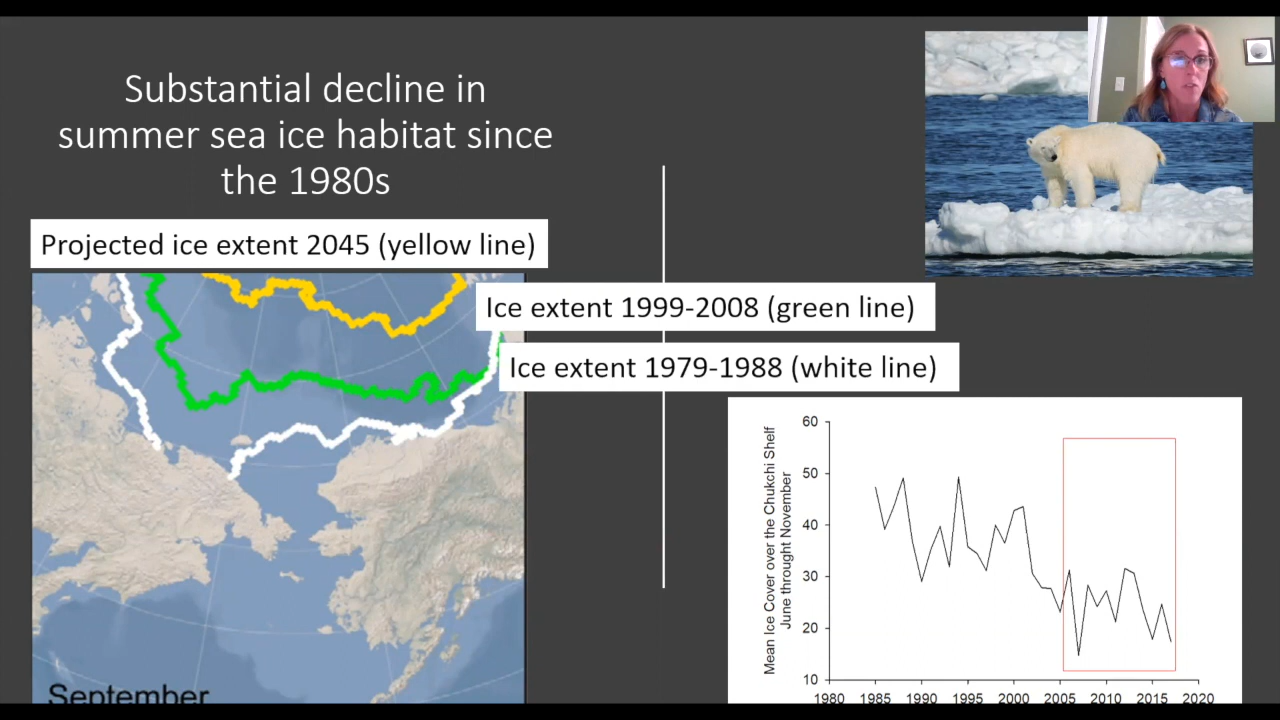 Substantial decline in
summer sea ice habitat since
the 1980s
Projected ice extent 2045 (yellow line)
Ice extent 1999-2008 (green line)
Ice extent 1979-1988 (white line)
September
Mean Ice Cover over the Chukchi Shelf
June throught November
60
50
40
30
20
10
1980 1985 1990 1995 2000 2005 2010 2015 2020